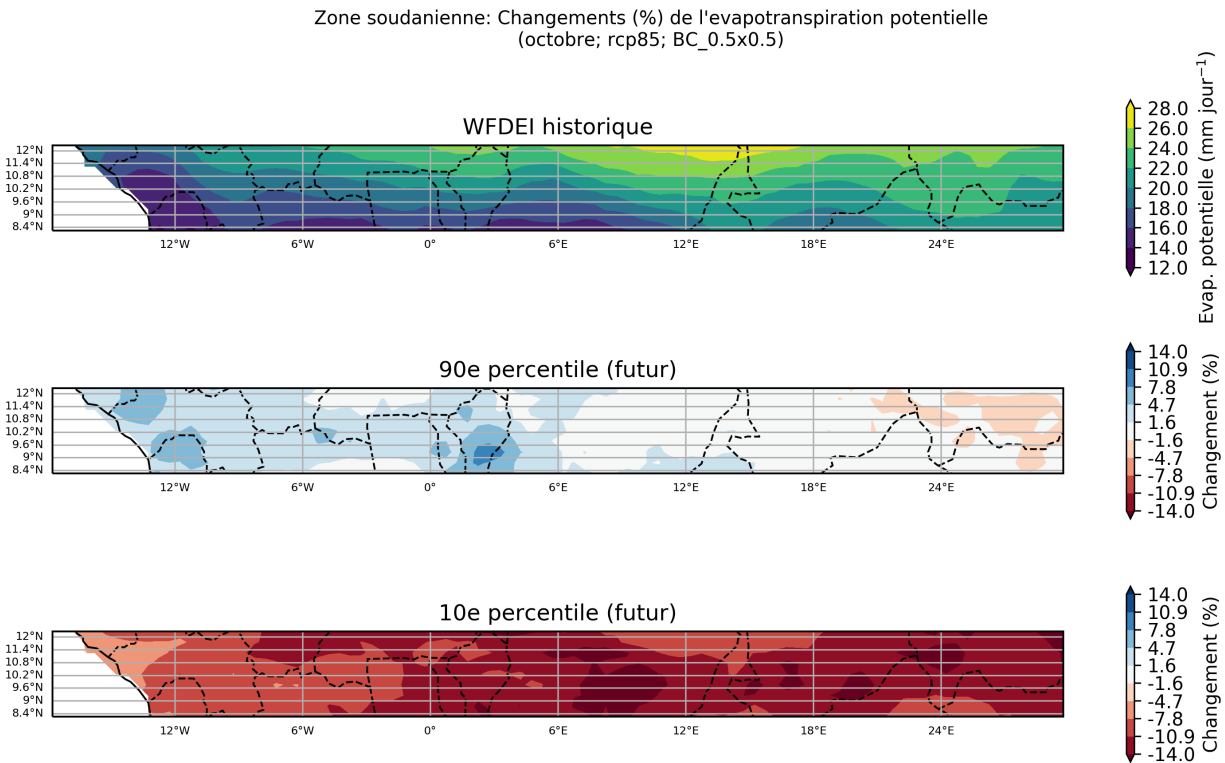 Zone soudanienne: Changements (%) de l'evapotranspiration potentielle
(octobre; rcp85; BC_0.5x0.5)
WFDEI historique
12°N
11.4°N
10.8°N
10.2°N
9.6°N
9°N
8.4°N
12°W 6°W 0° 6°E 12°E 18°E 24°E
28.0
26.0
24.0
22.0
20.0
18.0
16.0
14.0
12.0
Evap. potentielle (mm jour⁻¹)
90e percentile (futur)
12°N
11.4°N
10.8°N
10.2°N
9.6°N
9°N
8.4°N
12°W 6°W 0° 6°E 12°E 18°E 24°E
14.0
10.9
7.8
4.7
1.6
-1.6
-4.7
-7.8
-10.9
-14.0
Changement (%)
10e percentile (futur)
12°N
11.4°N
10.8°N
10.2°N
9.6°N
9°N
8.4°N
12°W 6°W 0° 6°E 12°E 18°E 24°E
14.0
10.9
7.8
4.7
1.6
-1.6
-4.7
-7.8
-10.9
-14.0
Changement (%)